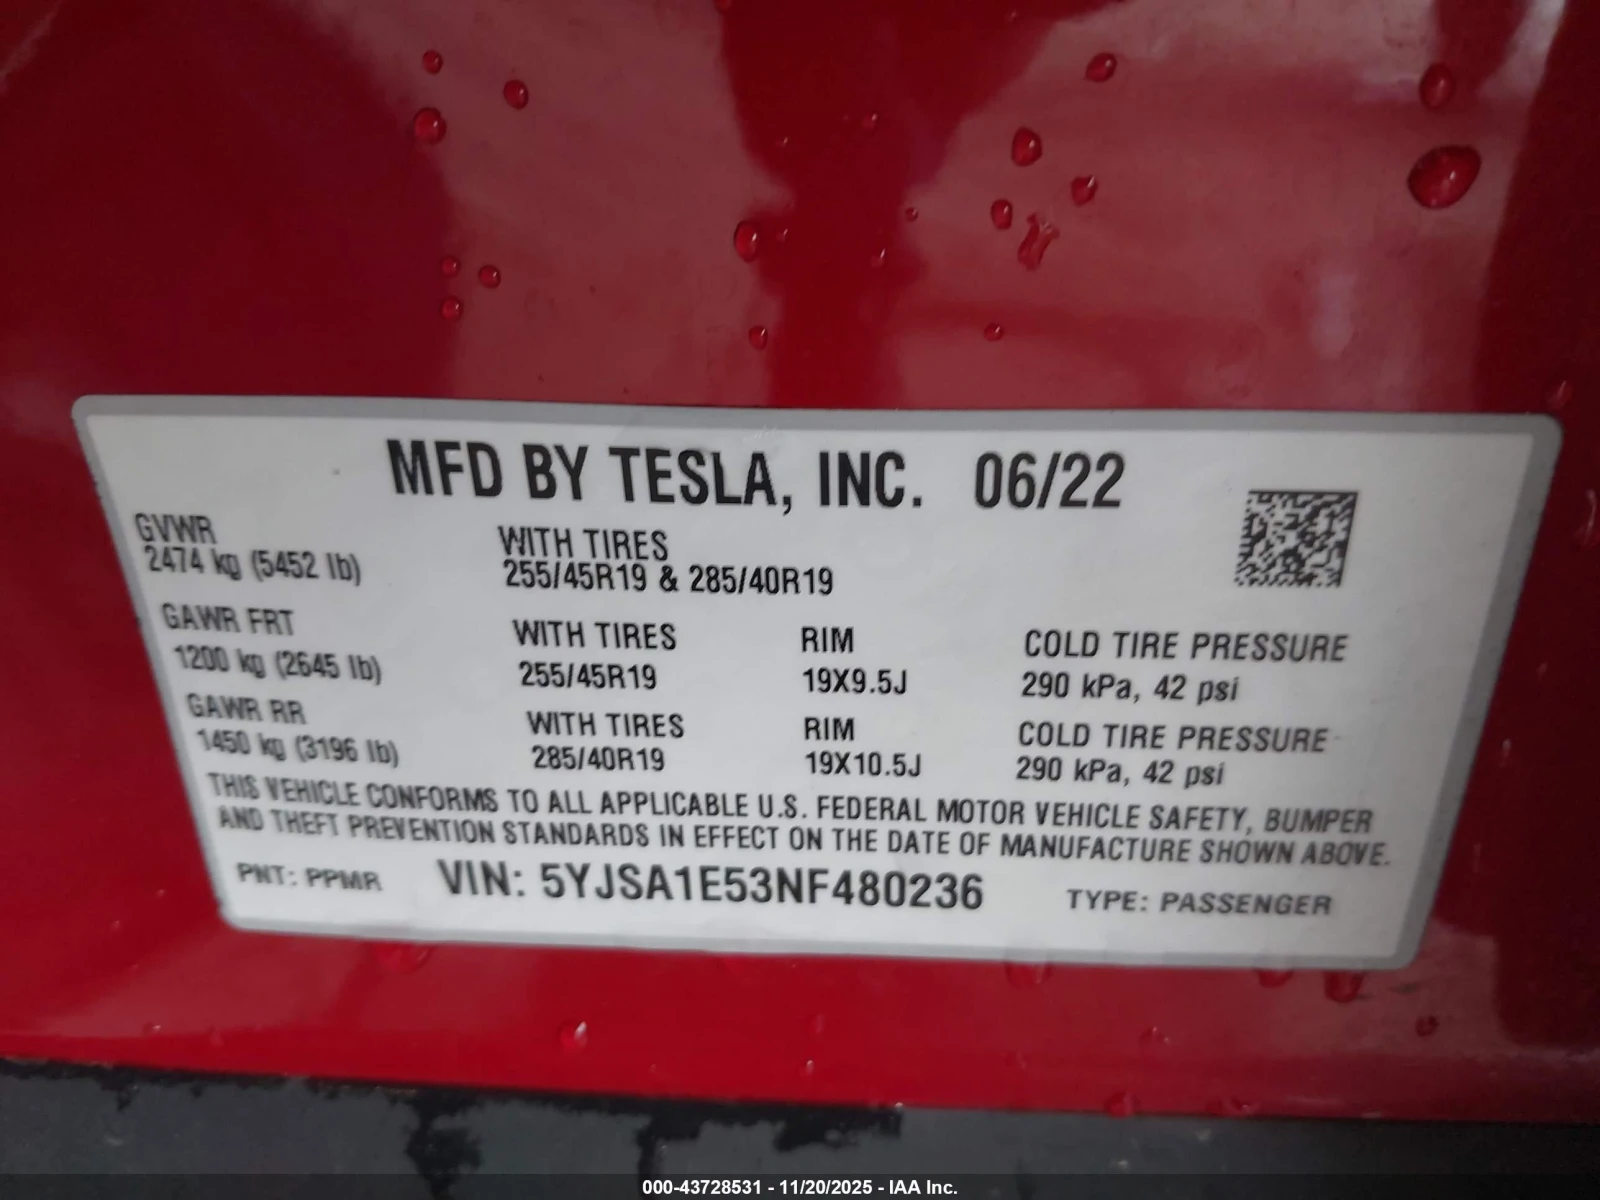 MFD BY TESLA, INC. 06/22
GVWR
2474 kg (5452 lb)
WITH TIRES
255/45R19 & 285/40R19
GAWR FRT
1200 kg (2645 lb)
WITH TIRES
255/45R19
RIM
19X9.5J
COLD TIRE PRESSURE
290 kPa, 42 psi
GAWR RR
1450 kg (3196 lb)
WITH TIRES
285/40R19
RIM
19X10.5J
COLD TIRE PRESSURE
290 kPa, 42 psi
THIS VEHICLE CONFORMS TO ALL APPLICABLE U.S. FEDERAL MOTOR VEHICLE SAFETY, BUMPER
AND THEFT PREVENTION STANDARDS IN EFFECT ON THE DATE OF MANUFACTURE SHOWN ABOVE.
PNT: PPMR VIN: 5YJSA1E53NF480236 TYPE: PASSENGER
000-43728531 - 11/20/2025 - IAA Inc.